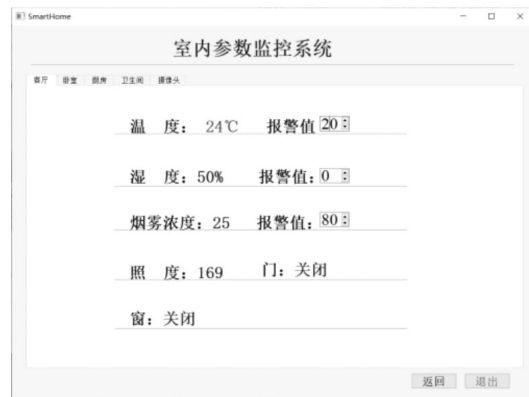 SmartHome
室内参数监控系统
客厅 卧室 厨房 卫生间 摄像头
温 度： 24℃ 报警值 20
湿 度：50% 报警值：0
烟雾浓度：25 报警值：80
照 度：169 门：关闭
窗：关闭
返回 退出